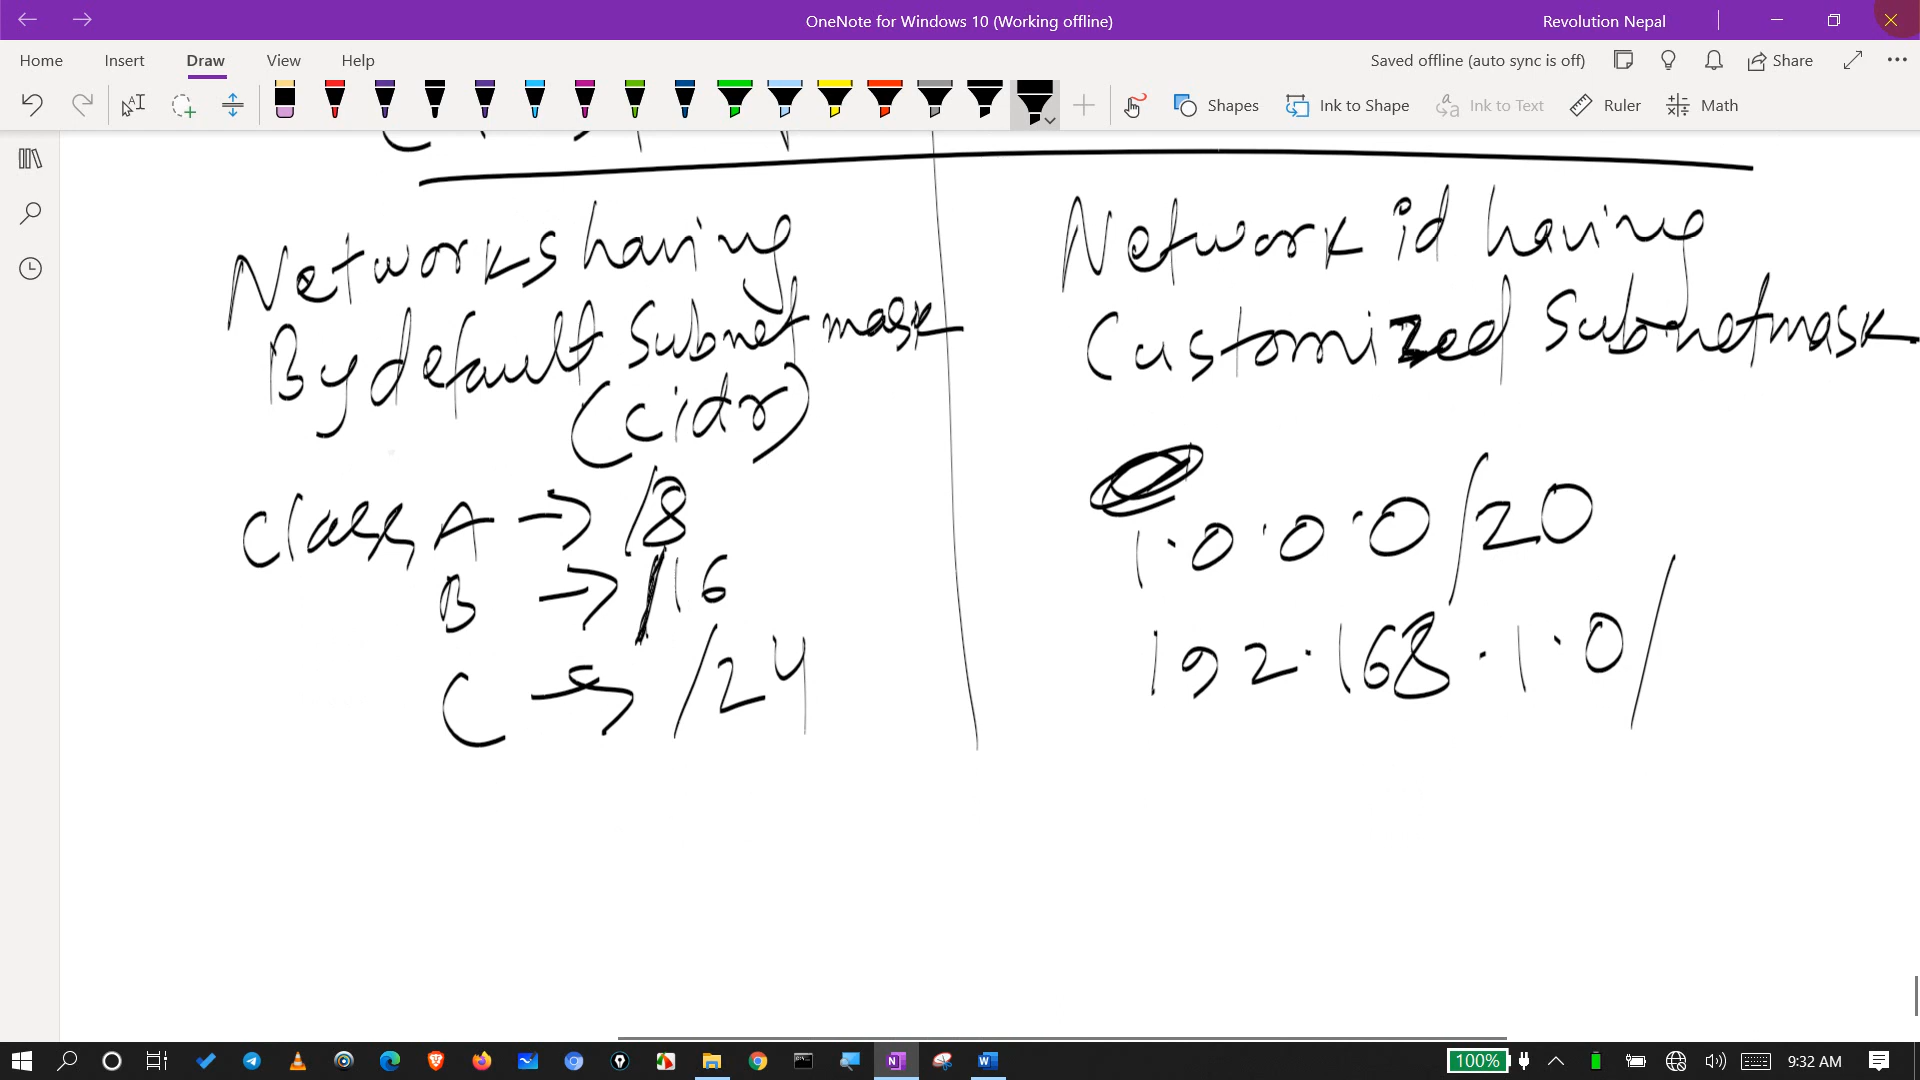 OneNote for Windows 10 (Working offline)
Revolution Nepal
Home Insert Draw View Help
Saved offline (auto sync is off)
Share
Shapes Ink to Shape Ink to Text Ruler Math
Networks having
By default subnet mask
(cidr)
class A → /8
B → /16
C → /24
Network id having
Customized Subnetmask
1.0.0.0/20
192.168.1.0/
100%
9:32 AM